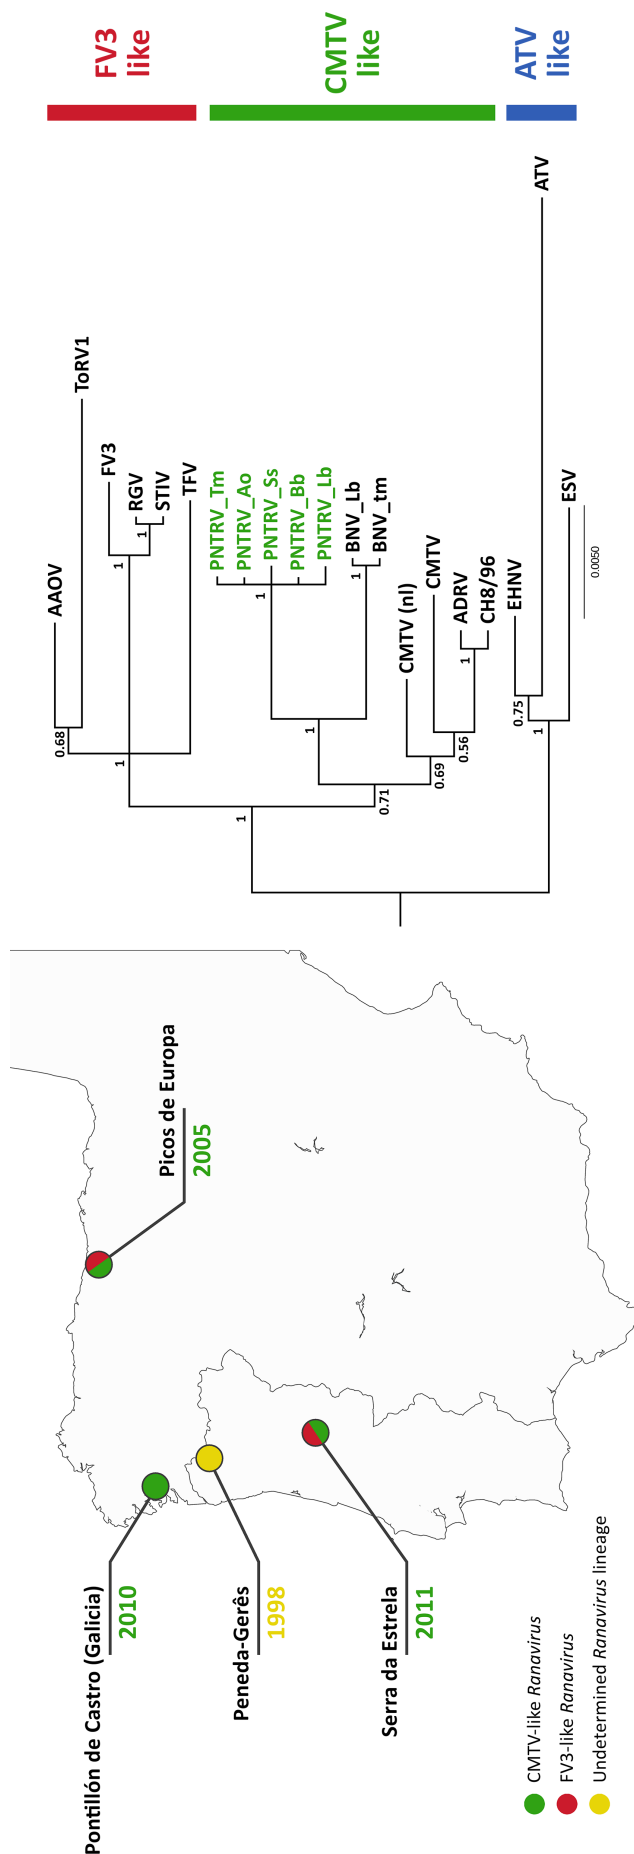 Pontillón de Castro (Galicia)
2010
Peneda-Gerês
1998
Serra da Estrela
2011
Picos de Europa
2005
CMTV-like Ranavirus
FV3-like Ranavirus
Undetermined Ranavirus lineage
AAOV
0.68
ToRV1
FV3
1
RGV
1
STIV
1
TFV
1
PNTRV_Tm
PNTRV_Ao
1
PNTRV_Ss
PNTRV_Bb
PNTRV_Lb
1
BNV_Lb
1
BNV_tm
0.71
CMTV (nl)
0.69
CMTV
0.56
ADRV
1
CH8/96
EHNV
0.75
ATV
1
ESV
0.0050
FV3
like
CMTV
like
ATV
like